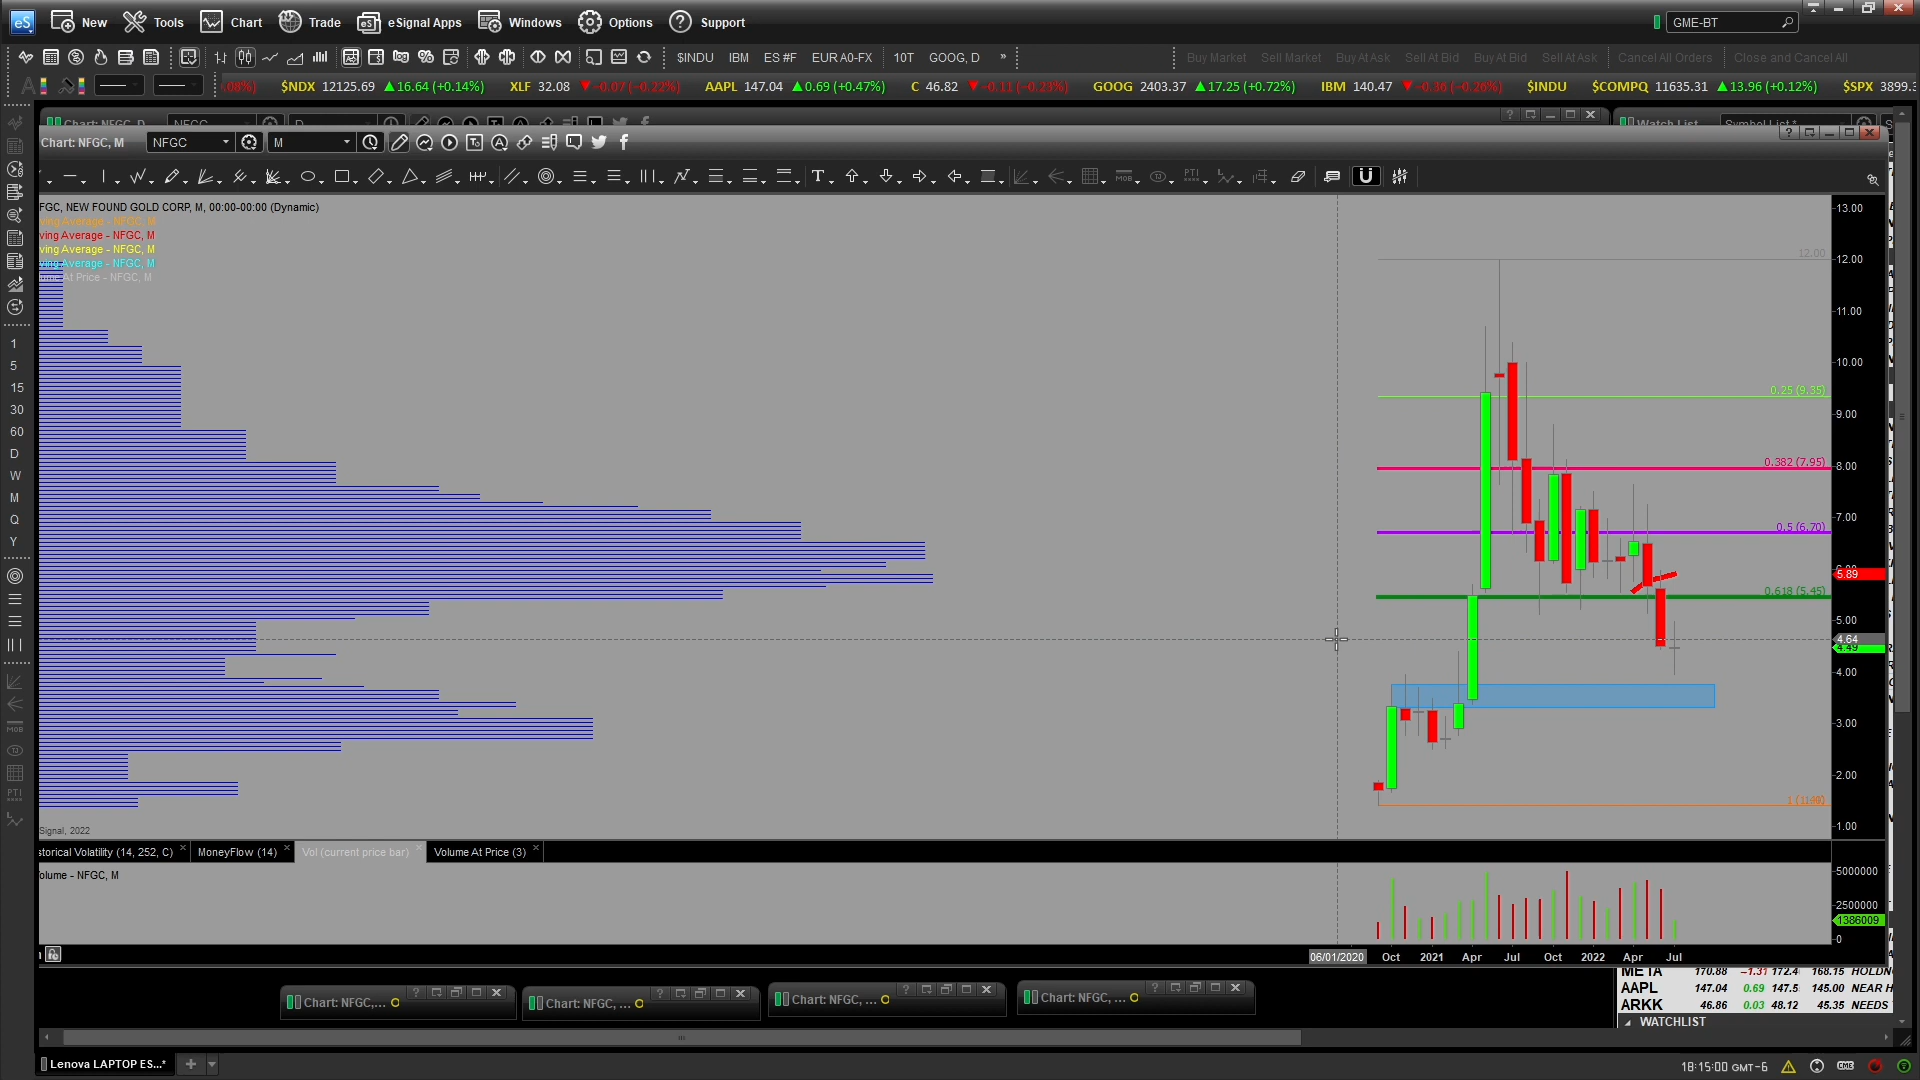 eS New Tools Chart Trade eSignal Apps Windows Options Support GME-BT
$INDU IBM ES #F EUR A0-FX 10T GOOG, D » Buy Market Sell Market Buy At Ask Sell At Bid Buy At Bid Sell At Ask Cancel All Orders Close and Cancel All
.08%) $NDX 12125.69 16.64 (+0.14%) XLF 32.08 -0.07 (-0.22%) AAPL 147.04 0.69 (+0.47%) C 46.82 -0.11 (-0.23%) GOOG 2403.37 17.25 (+0.72%) IBM 140.47 -0.36 (-0.26%) $INDU $COMPQ 11635.31 13.96 (+0.12%) $SPX 3899.3
Chart: NFGC, D NFGC D Watch List Symbol List *
Chart: NFGC, M NFGC M
FGC, NEW FOUND GOLD CORP, M, 00:00-00:00 (Dynamic)
ving Average - NFGC, M
ving Average - NFGC, M
ving Average - NFGC, M
ving Average - NFGC, M
At Price - NFGC, M
13.00
12.00
12.00
11.00
10.00
0.25 (9.35)
9.00
0.382 (7.95)
8.00
7.00
0.5 (6.70)
5.89
0.618 (5.45)
5.00
4.64
4.49
4.00
3.00
2.00
1.00
1
5
15
30
60
D
W
M
Q
Y
MOB
PTI
Signal, 2022
storical Volatility (14, 252, C) MoneyFlow (14) Vol (current price bar) Volume At Price (3)
olume - NFGC, M
5000000
2500000
1386009
0
06/01/2020 Oct 2021 Apr Jul Oct 2022 Apr Jul
META 170.88 -1.31 172.4 168.15 HOLDN
AAPL 147.04 0.69 147.5 145.00 NEAR H
ARKK 46.86 0.03 48.12 45.35 NEEDS
WATCHLIST
Chart: NFGC,... Chart: NFGC, ... Chart: NFGC, ... Chart: NFGC, ...
Lenova LAPTOP ES...* 18:15:00 GMT-6 CME